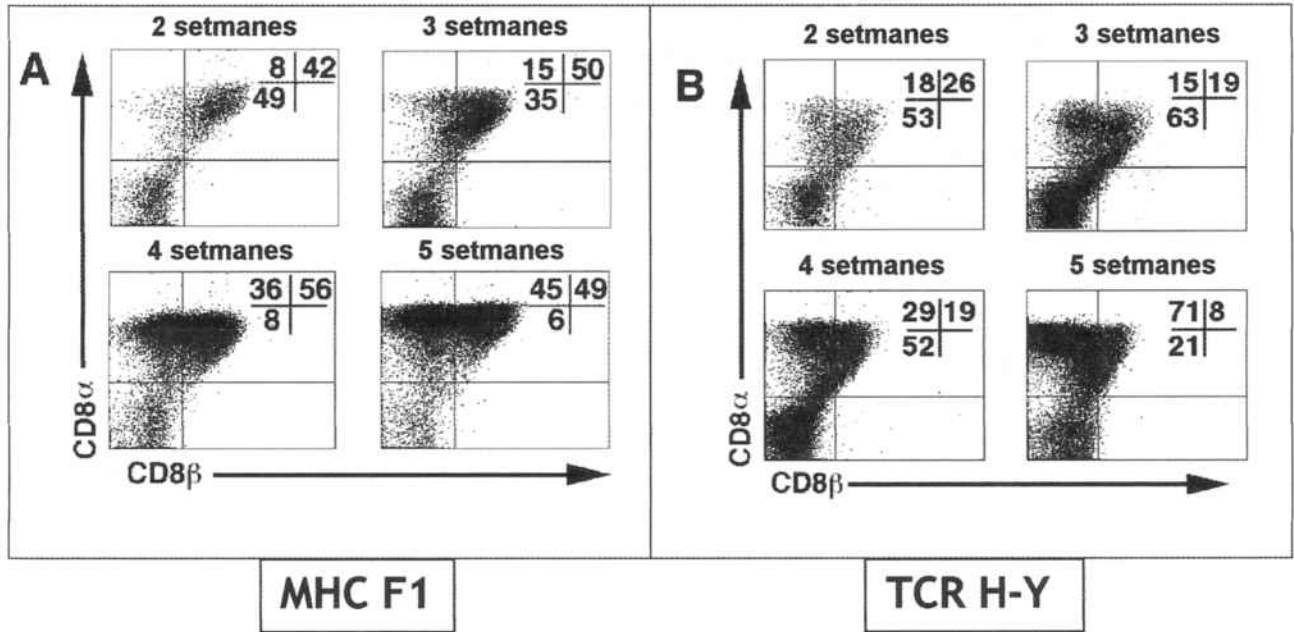 A
2 setmanes
8 42
49
3 setmanes
15 50
35
4 setmanes
36 56
8
5 setmanes
45 49
6
CD8α
CD8β
B
2 setmanes
18 26
53
3 setmanes
15 19
63
4 setmanes
29 19
52
5 setmanes
71 8
21
CD8α
CD8β
MHC F1
TCR H-Y